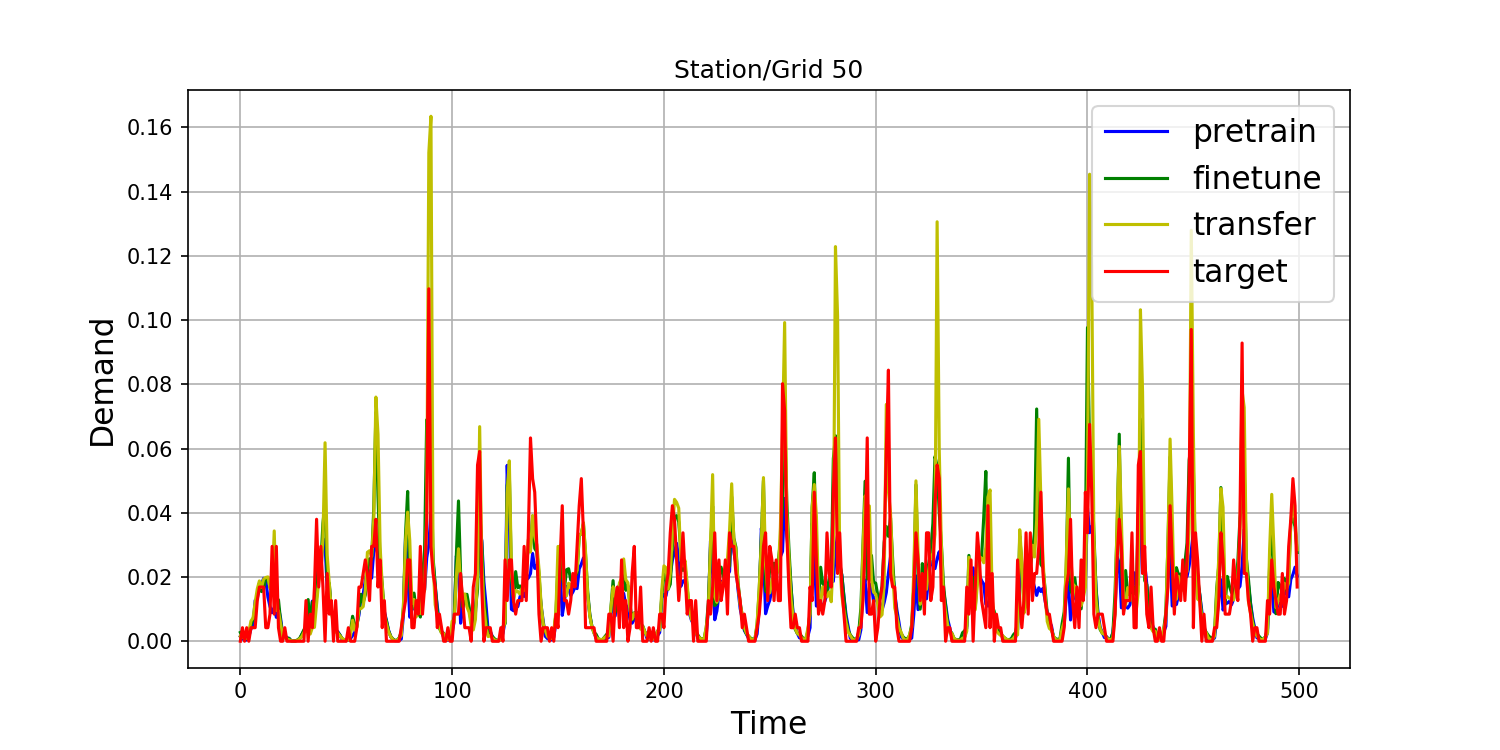 Station/Grid 50
Demand
0.16
0.14
0.12
0.10
0.08
0.06
0.04
0.02
0.00
pretrain
finetune
transfer
target
0 100 200 300 400 500
Time